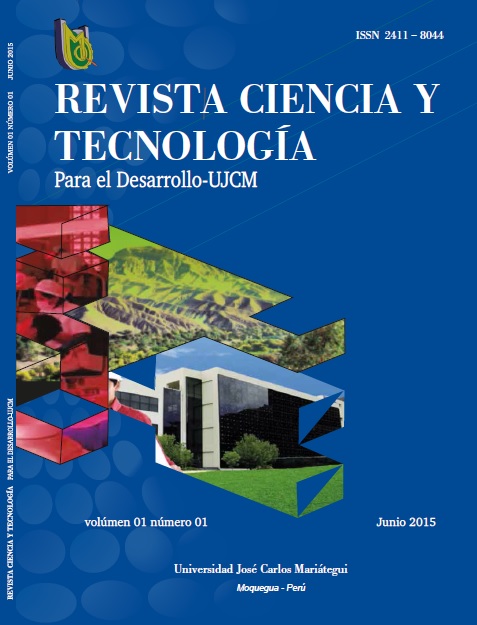 ISSN 2411 – 8044
REVISTA CIENCIA Y
TECNOLOGÍA
Para el Desarrollo-UJCM
volúmen 01 número 01
Junio 2015
Universidad José Carlos Mariátegui
Moquegua - Perú
REVISTA CIENCIA Y TECNOLOGÍA PARA EL DESARROLLO-UJCM VOLÚMEN 01 NÚMERO 01 JUNIO 2015